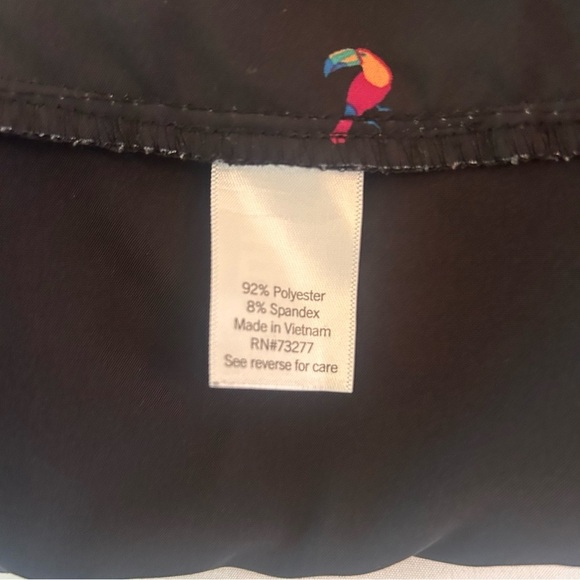 92% Polyester
8% Spandex
Made in Vietnam
RN#73277
See reverse for care